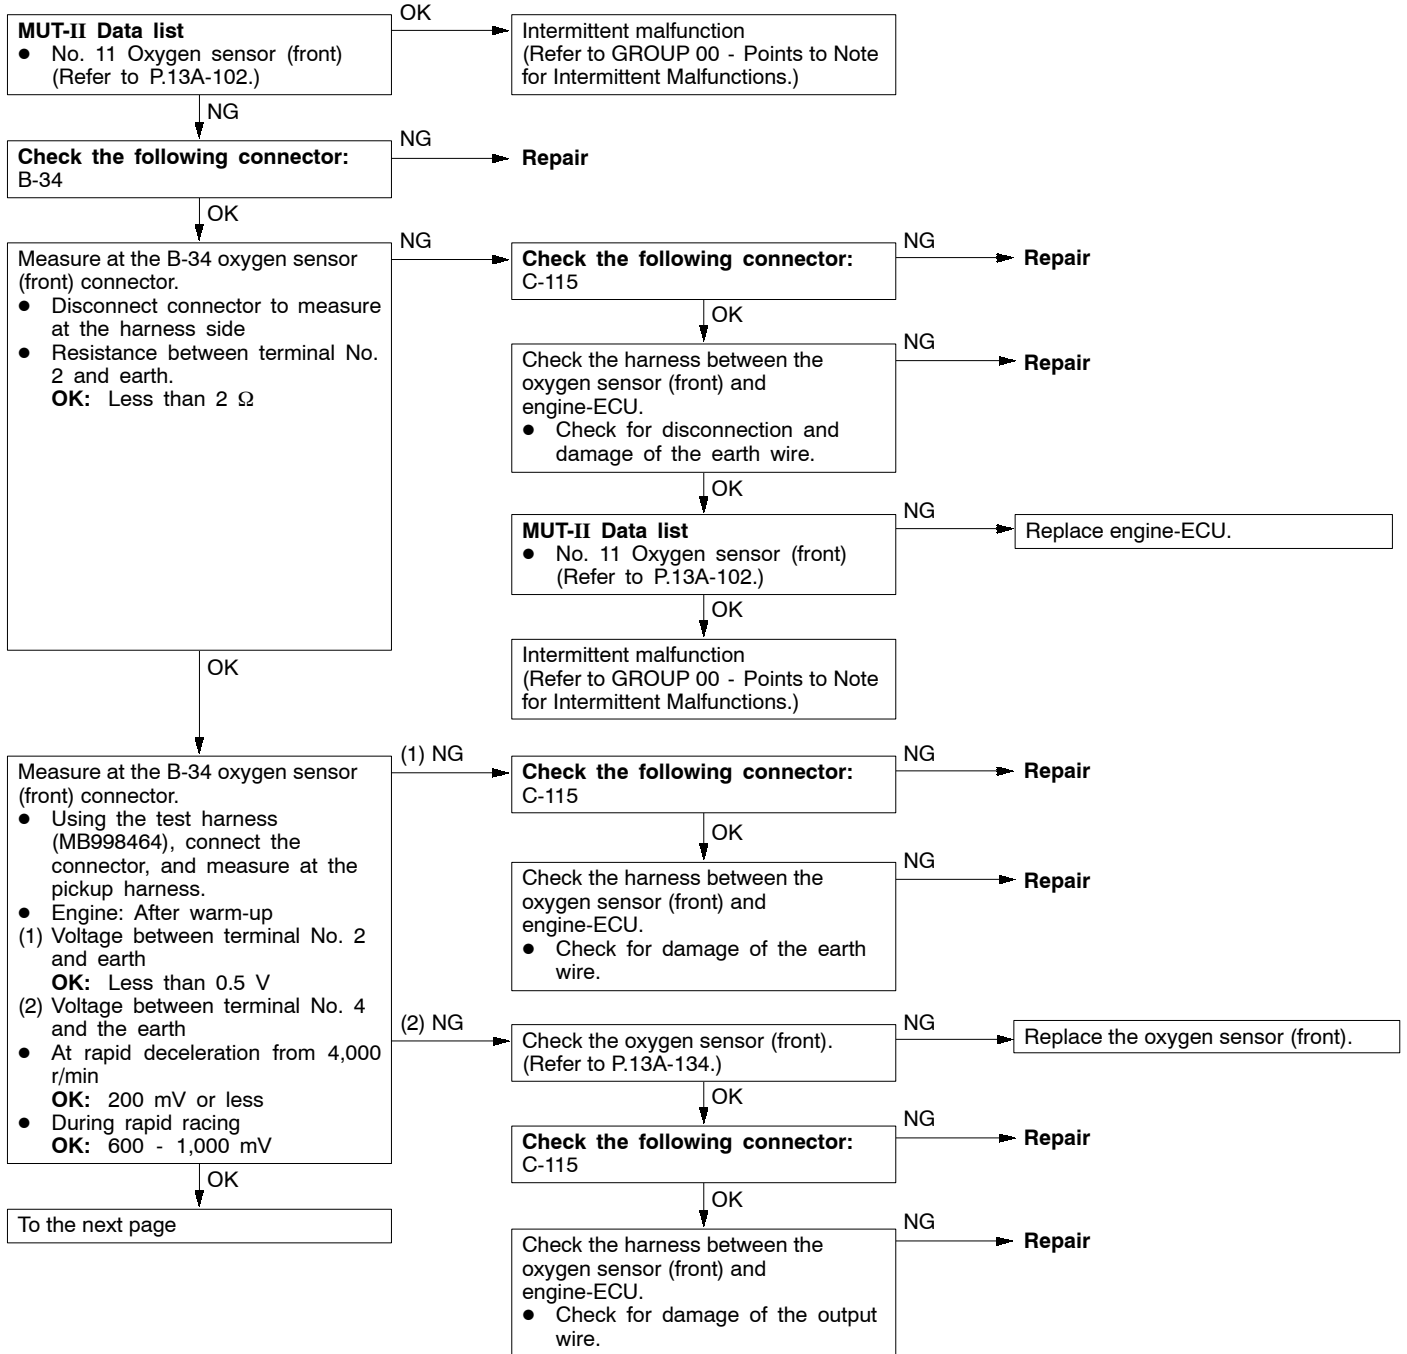 MUT-II Data list
● No. 11 Oxygen sensor (front)
(Refer to P.13A-102.)
OK
Intermittent malfunction
(Refer to GROUP 00 - Points to Note
for Intermittent Malfunctions.)
NG
Check the following connector:
B-34
NG
Repair
OK
Measure at the B-34 oxygen sensor
(front) connector.
● Disconnect connector to measure
at the harness side
● Resistance between terminal No.
2 and earth.
OK: Less than 2 Ω
NG
Check the following connector:
C-115
NG
Repair
OK
Check the harness between the
oxygen sensor (front) and
engine-ECU.
● Check for disconnection and
damage of the earth wire.
NG
Repair
OK
MUT-II Data list
● No. 11 Oxygen sensor (front)
(Refer to P.13A-102.)
NG
Replace engine-ECU.
OK
Intermittent malfunction
(Refer to GROUP 00 - Points to Note
for Intermittent Malfunctions.)
OK
Measure at the B-34 oxygen sensor
(front) connector.
● Using the test harness
(MB998464), connect the
connector, and measure at the
pickup harness.
● Engine: After warm-up
(1) Voltage between terminal No. 2
and earth
OK: Less than 0.5 V
(2) Voltage between terminal No. 4
and the earth
● At rapid deceleration from 4,000
r/min
OK: 200 mV or less
● During rapid racing
OK: 600 - 1,000 mV
(1) NG
Check the following connector:
C-115
NG
Repair
OK
Check the harness between the
oxygen sensor (front) and
engine-ECU.
● Check for damage of the earth
wire.
NG
Repair
(2) NG
Check the oxygen sensor (front).
(Refer to P.13A-134.)
NG
Replace the oxygen sensor (front).
OK
Check the following connector:
C-115
NG
Repair
OK
Check the harness between the
oxygen sensor (front) and
engine-ECU.
● Check for damage of the output
wire.
NG
Repair
OK
To the next page